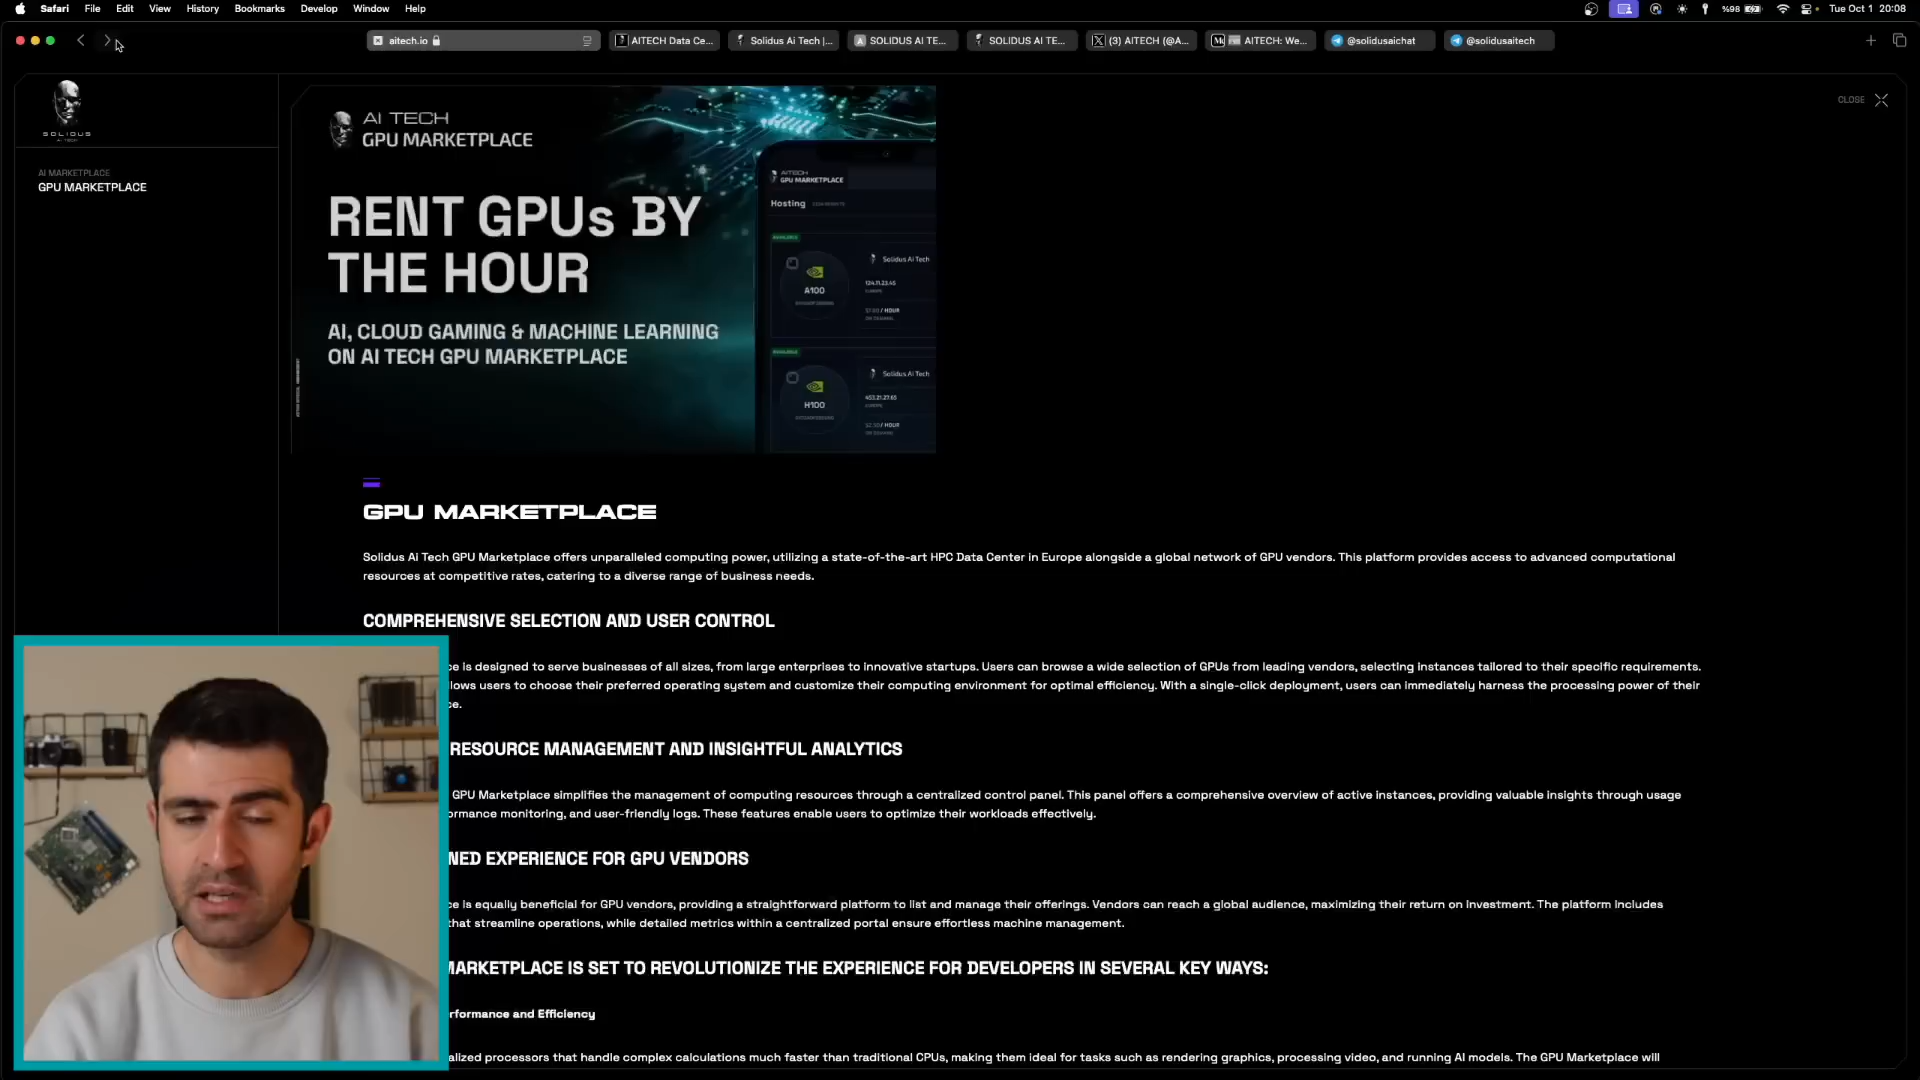 Safari File Edit View History Bookmarks Develop Window Help
%98
Tue Oct 1 20:08
aitech.io
AITECH Data Ce...
Solidus Ai Tech |...
SOLIDUS AI TE...
SOLIDUS AI TE...
(3) AITECH (@A...
AITECH: We...
@solidusaichat
@solidusaitech
SOLIDUS
AI TECH
CLOSE
AI MARKETPLACE
GPU MARKETPLACE
AI TECH
GPU MARKETPLACE
RENT GPUs BY
THE HOUR
AI, CLOUD GAMING & MACHINE LEARNING
ON AI TECH GPU MARKETPLACE
AITECH
GPU MARKETPLACE
Hosting
Solidus Ai Tech
A100
/ HOUR
Solidus Ai Tech
H100
/ HOUR
GPU MARKETPLACE
Solidus Ai Tech GPU Marketplace offers unparalleled computing power, utilizing a state-of-the-art HPC Data Center in Europe alongside a global network of GPU vendors. This platform provides access to advanced computational
resources at competitive rates, catering to a diverse range of business needs.
COMPREHENSIVE SELECTION AND USER CONTROL
ce is designed to serve businesses of all sizes, from large enterprises to innovative startups. Users can browse a wide selection of GPUs from leading vendors, selecting instances tailored to their specific requirements.
lows users to choose their preferred operating system and customize their computing environment for optimal efficiency. With a single-click deployment, users can immediately harness the processing power of their
ce.
RESOURCE MANAGEMENT AND INSIGHTFUL ANALYTICS
GPU Marketplace simplifies the management of computing resources through a centralized control panel. This panel offers a comprehensive overview of active instances, providing valuable insights through usage
ormance monitoring, and user-friendly logs. These features enable users to optimize their workloads effectively.
NED EXPERIENCE FOR GPU VENDORS
ce is equally beneficial for GPU vendors, providing a straightforward platform to list and manage their offerings. Vendors can reach a global audience, maximizing their return on investment. The platform includes
that streamline operations, while detailed metrics within a centralized portal ensure effortless machine management.
MARKETPLACE IS SET TO REVOLUTIONIZE THE EXPERIENCE FOR DEVELOPERS IN SEVERAL KEY WAYS:
rformance and Efficiency
alized processors that handle complex calculations much faster than traditional CPUs, making them ideal for tasks such as rendering graphics, processing video, and running AI models. The GPU Marketplace will